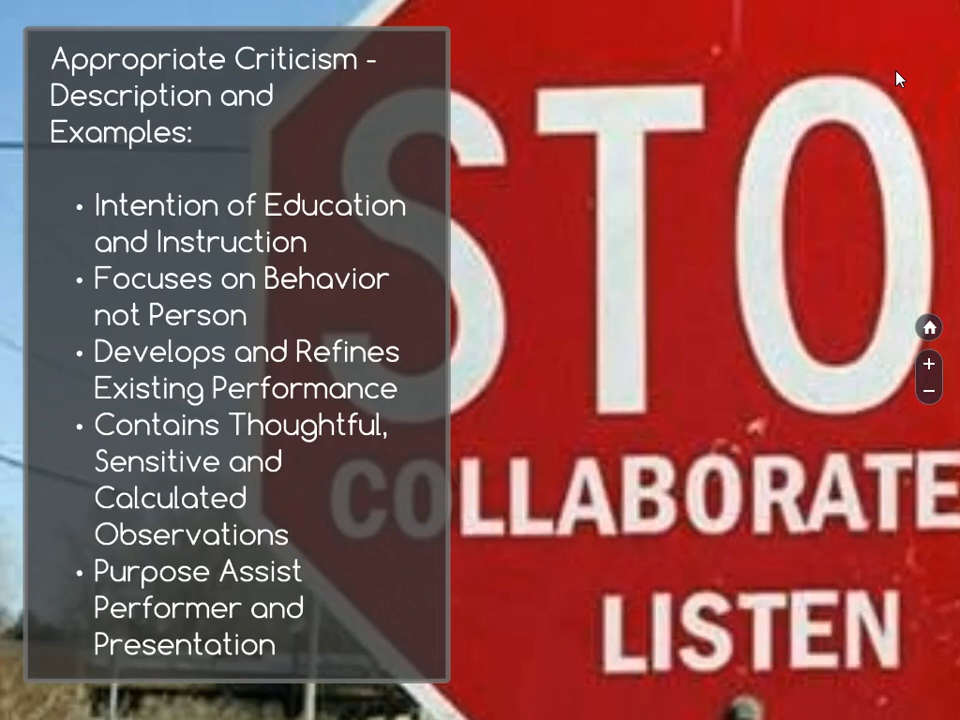 Appropriate Criticism -
Description and
Examples:
• Intention of Education
and Instruction
• Focuses on Behavior
not Person
• Develops and Refines
Existing Performance
• Contains Thoughtful,
Sensitive and
Calculated
Observations
• Purpose Assist
Performer and
Presentation
STO
COLLABORATE
LISTEN